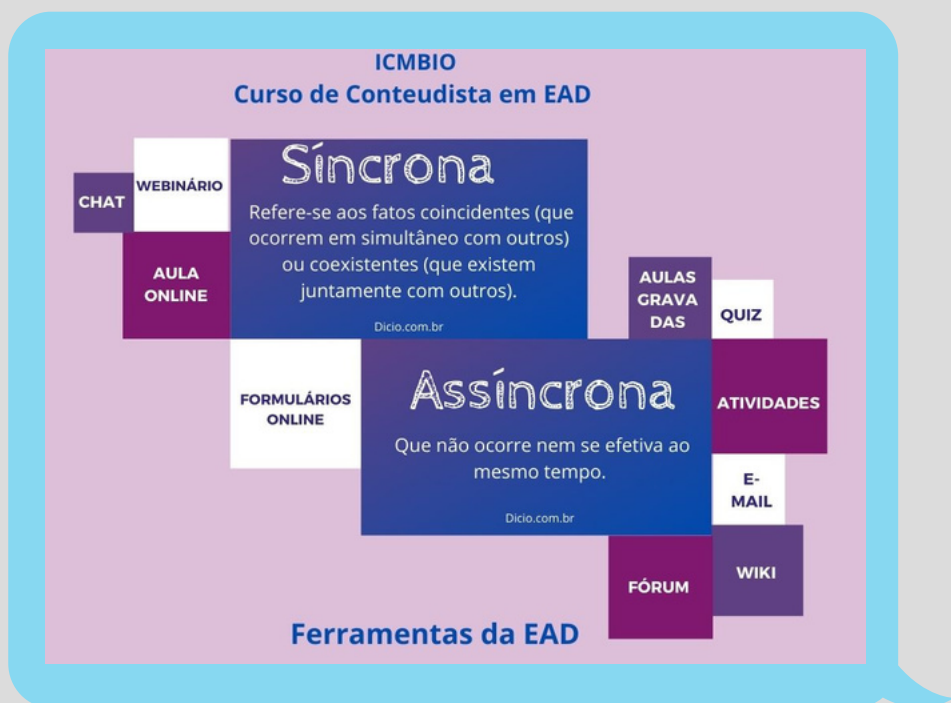 ICMBIO
Curso de Conteudista em EAD
Síncrona
Refere-se aos fatos coincidentes (que
ocorrem em simultâneo com outros)
ou coexistentes (que existem
juntamente com outros).
Dicio.com.br
CHAT
WEBINÁRIO
AULA
ONLINE
FORMULÁRIOS
ONLINE
Assíncrona
Que não ocorre nem se efetiva ao
mesmo tempo.
Dicio.com.br
AULAS
GRAVA
DAS
QUIZ
ATIVIDADES
E-
MAIL
WIKI
FÓRUM
Ferramentas da EAD